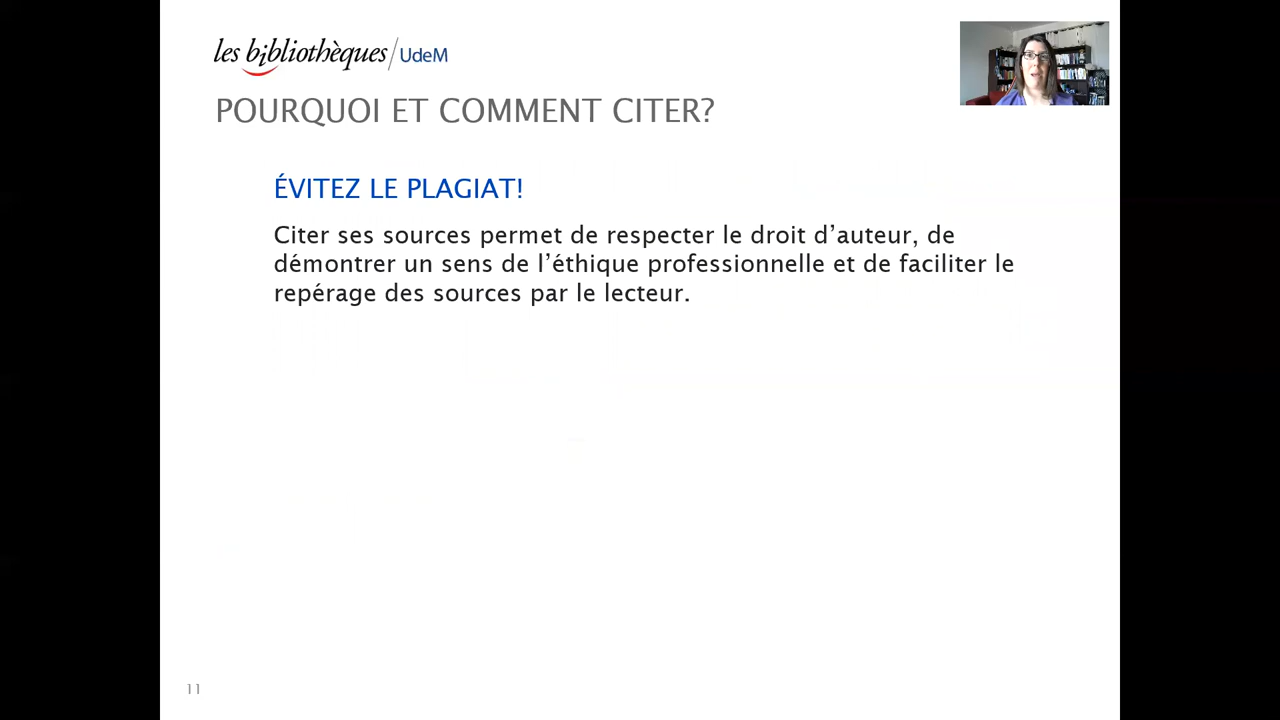 les bibliothèques/UdeM
POURQUOI ET COMMENT CITER?
ÉVITEZ LE PLAGIAT!
Citer ses sources permet de respecter le droit d’auteur, de
démontrer un sens de l’éthique professionnelle et de faciliter le
repérage des sources par le lecteur.
11